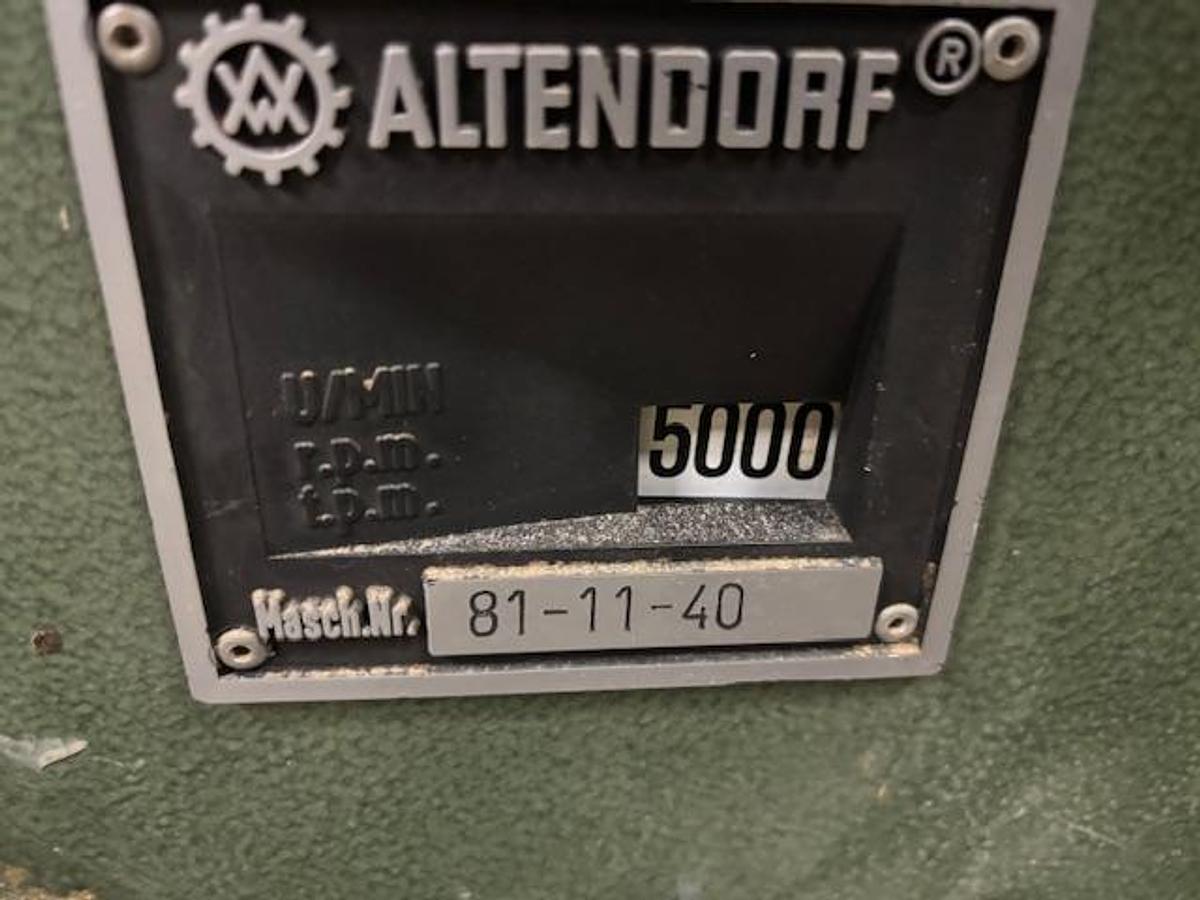 ALTENDORF ®
U/MIN
r.p.m.
t.p.m.
5000
Masch.Nr. 81-11-40